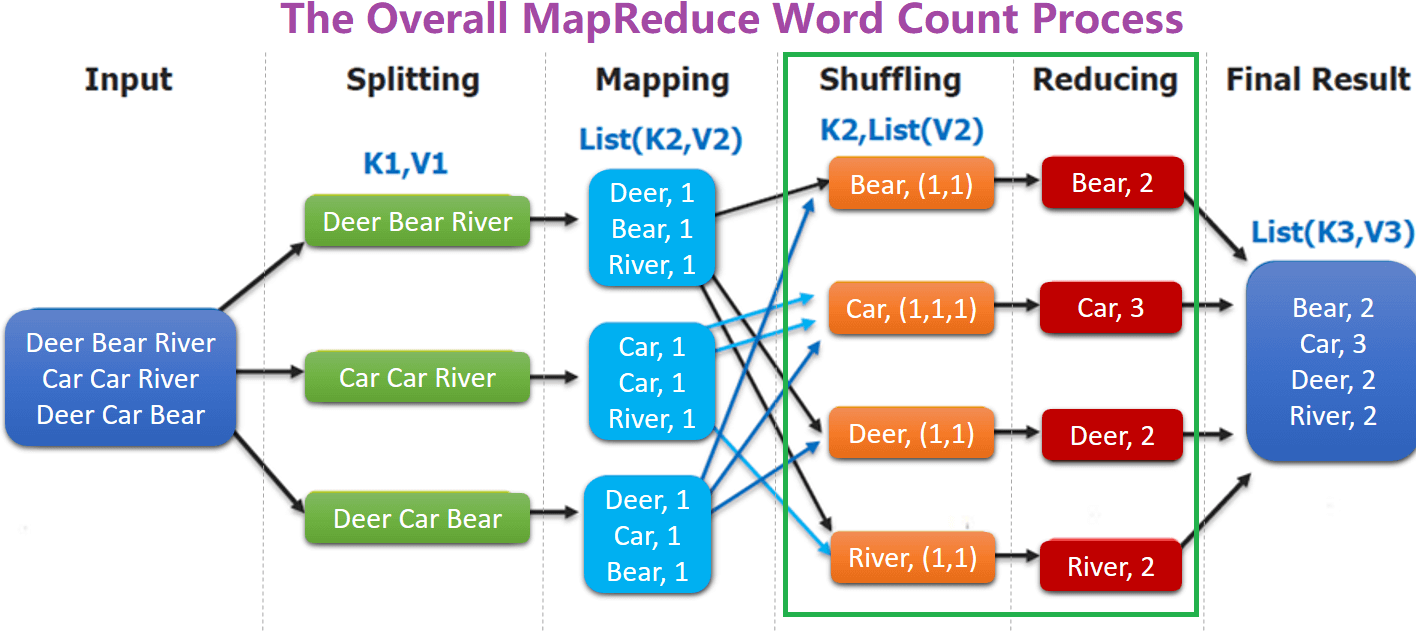 The Overall MapReduce Word Count Process
Input
Splitting
Mapping
Shuffling
Reducing
Final Result
K1,V1
List(K2,V2)
K2,List(V2)
List(K3,V3)
Deer Bear River
Car Car River
Deer Car Bear
Deer Bear River
Car Car River
Deer Car Bear
Deer, 1
Bear, 1
River, 1
Car, 1
Car, 1
River, 1
Deer, 1
Car, 1
Bear, 1
Bear, (1,1)
Car, (1,1,1)
Deer, (1,1)
River, (1,1)
Bear, 2
Car, 3
Deer, 2
River, 2
Bear, 2
Car, 3
Deer, 2
River, 2